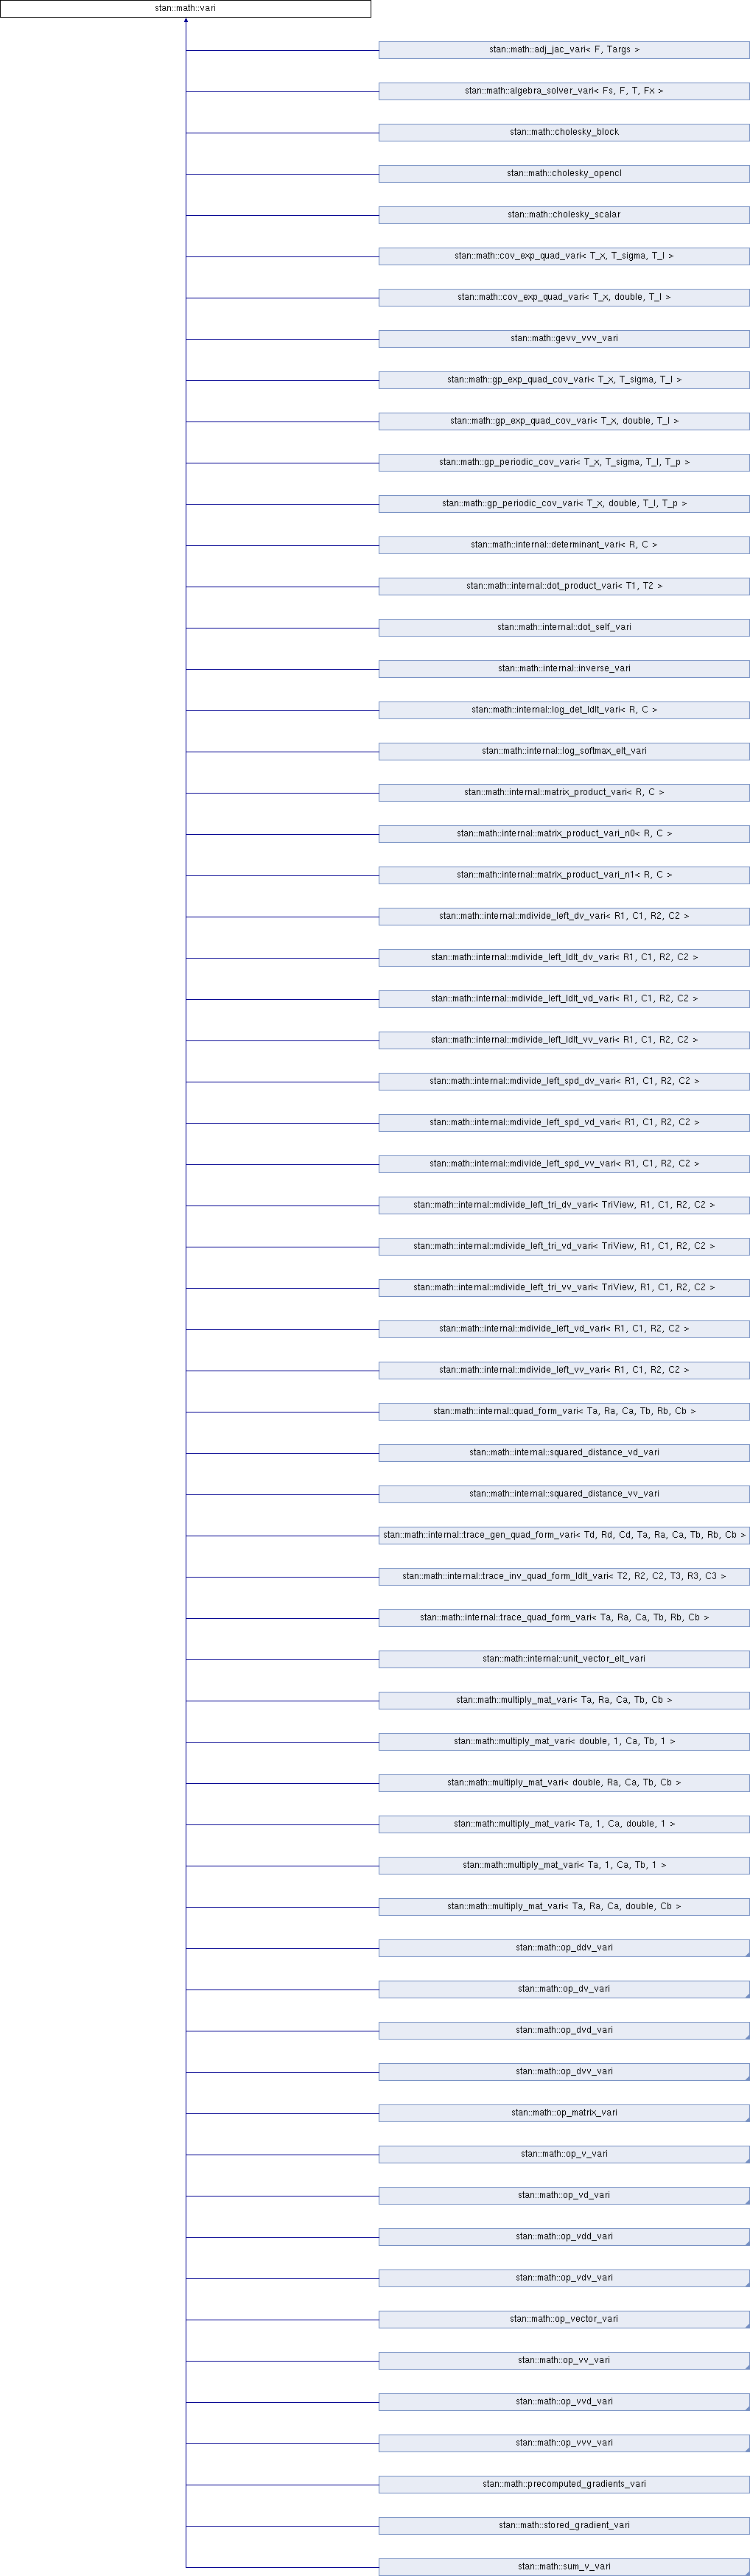 stan::math::vari
stan::math::adj_jac_vari< F, Targs >
stan::math::algebra_solver_vari< Fs, F, T, Fx >
stan::math::cholesky_block
stan::math::cholesky_opencl
stan::math::cholesky_scalar
stan::math::cov_exp_quad_vari< T_x, T_sigma, T_l >
stan::math::cov_exp_quad_vari< T_x, double, T_l >
stan::math::gevv_vvv_vari
stan::math::gp_exp_quad_cov_vari< T_x, T_sigma, T_l >
stan::math::gp_exp_quad_cov_vari< T_x, double, T_l >
stan::math::gp_periodic_cov_vari< T_x, T_sigma, T_l, T_p >
stan::math::gp_periodic_cov_vari< T_x, double, T_l, T_p >
stan::math::internal::determinant_vari< R, C >
stan::math::internal::dot_product_vari< T1, T2 >
stan::math::internal::dot_self_vari
stan::math::internal::inverse_vari
stan::math::internal::log_det_ldlt_vari< R, C >
stan::math::internal::log_softmax_elt_vari
stan::math::internal::matrix_product_vari< R, C >
stan::math::internal::matrix_product_vari_n0< R, C >
stan::math::internal::matrix_product_vari_n1< R, C >
stan::math::internal::mdivide_left_dv_vari< R1, C1, R2, C2 >
stan::math::internal::mdivide_left_ldlt_dv_vari< R1, C1, R2, C2 >
stan::math::internal::mdivide_left_ldlt_vd_vari< R1, C1, R2, C2 >
stan::math::internal::mdivide_left_ldlt_vv_vari< R1, C1, R2, C2 >
stan::math::internal::mdivide_left_spd_dv_vari< R1, C1, R2, C2 >
stan::math::internal::mdivide_left_spd_vd_vari< R1, C1, R2, C2 >
stan::math::internal::mdivide_left_spd_vv_vari< R1, C1, R2, C2 >
stan::math::internal::mdivide_left_tri_dv_vari< TriView, R1, C1, R2, C2 >
stan::math::internal::mdivide_left_tri_vd_vari< TriView, R1, C1, R2, C2 >
stan::math::internal::mdivide_left_tri_vv_vari< TriView, R1, C1, R2, C2 >
stan::math::internal::mdivide_left_vd_vari< R1, C1, R2, C2 >
stan::math::internal::mdivide_left_vv_vari< R1, C1, R2, C2 >
stan::math::internal::quad_form_vari< Ta, Ra, Ca, Tb, Rb, Cb >
stan::math::internal::squared_distance_vd_vari
stan::math::internal::squared_distance_vv_vari
stan::math::internal::trace_gen_quad_form_vari< Td, Rd, Cd, Ta, Ra, Ca, Tb, Rb, Cb >
stan::math::internal::trace_inv_quad_form_ldlt_vari< T2, R2, C2, T3, R3, C3 >
stan::math::internal::trace_quad_form_vari< Ta, Ra, Ca, Tb, Rb, Cb >
stan::math::internal::unit_vector_elt_vari
stan::math::multiply_mat_vari< Ta, Ra, Ca, Tb, Cb >
stan::math::multiply_mat_vari< double, 1, Ca, Tb, 1 >
stan::math::multiply_mat_vari< double, Ra, Ca, Tb, Cb >
stan::math::multiply_mat_vari< Ta, 1, Ca, double, 1 >
stan::math::multiply_mat_vari< Ta, 1, Ca, Tb, 1 >
stan::math::multiply_mat_vari< Ta, Ra, Ca, double, Cb >
stan::math::op_ddv_vari
stan::math::op_dv_vari
stan::math::op_dvd_vari
stan::math::op_dvv_vari
stan::math::op_matrix_vari
stan::math::op_v_vari
stan::math::op_vd_vari
stan::math::op_vdd_vari
stan::math::op_vdv_vari
stan::math::op_vector_vari
stan::math::op_vv_vari
stan::math::op_vvd_vari
stan::math::op_vvv_vari
stan::math::precomputed_gradients_vari
stan::math::stored_gradient_vari
stan::math::sum_v_vari